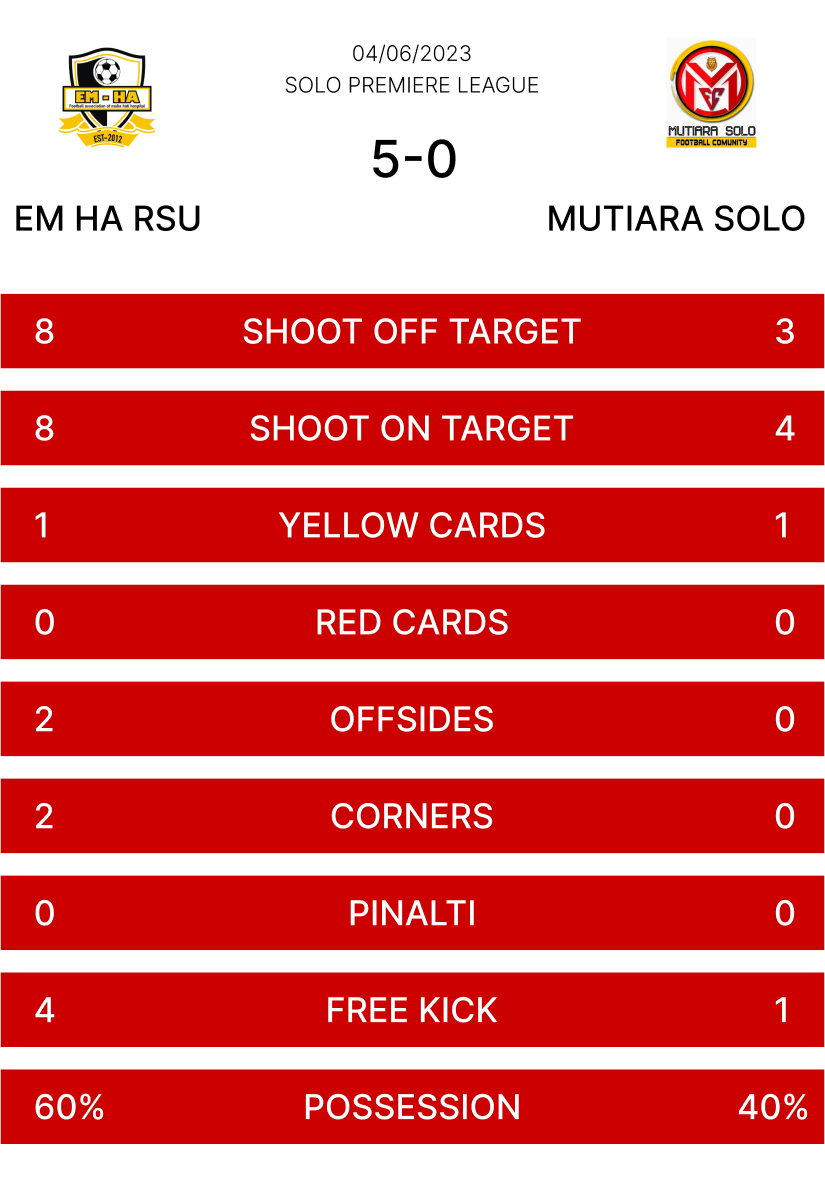 04/06/2023
SOLO PREMIERE LEAGUE
EM - HA
Football association of mulia hati hospital
EST-2012
MUTIARA SOLO
FOOTBALL COMUNITY
5-0
EM HA RSU
MUTIARA SOLO
8 SHOOT OFF TARGET 3
8 SHOOT ON TARGET 4
1 YELLOW CARDS 1
0 RED CARDS 0
2 OFFSIDES 0
2 CORNERS 0
0 PINALTI 0
4 FREE KICK 1
60% POSSESSION 40%